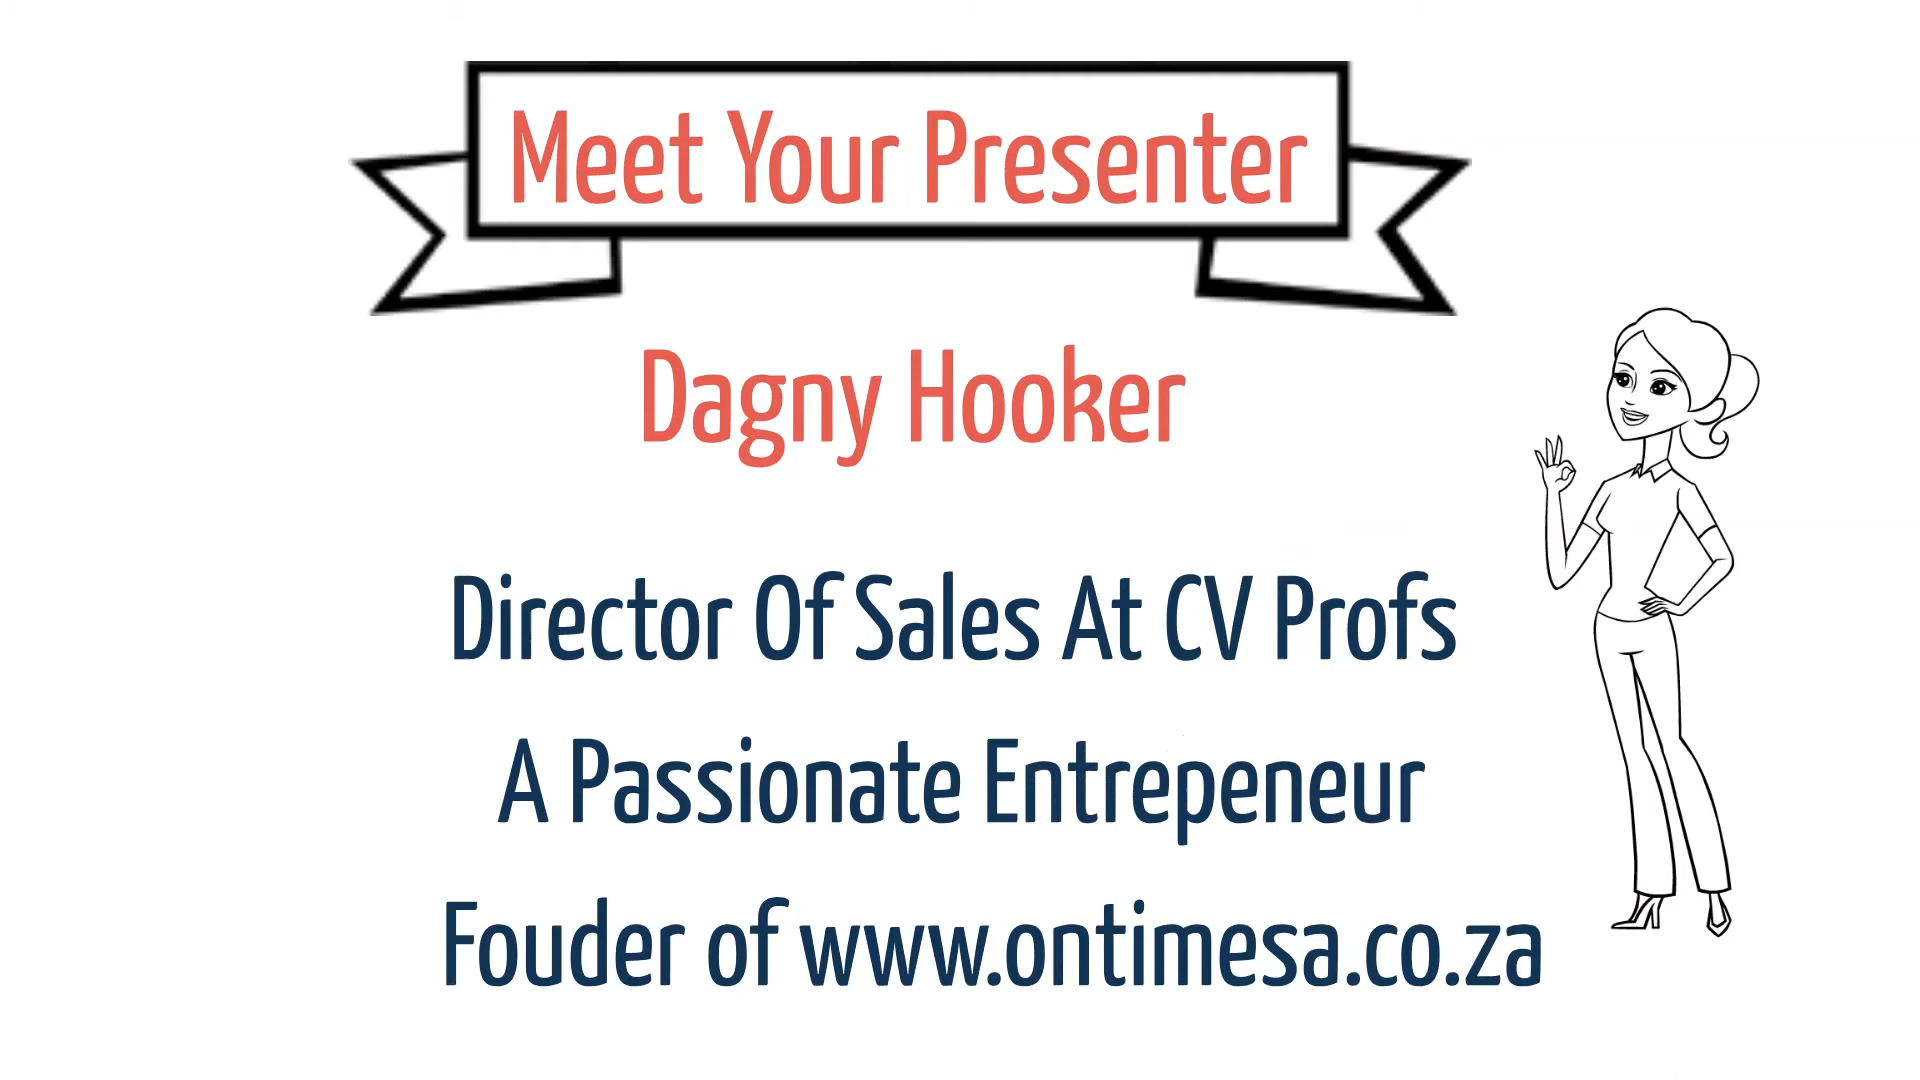 Meet Your Presenter
Dagny Hooker
Director Of Sales At CV Profs
A Passionate Entrepeneur
Fouder of www.ontimesa.co.za